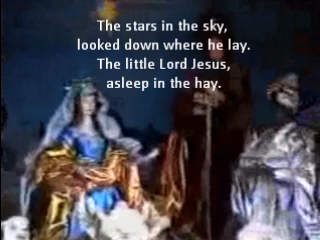 The stars in the sky,
looked down where he lay.
The little Lord Jesus,
asleep in the hay.